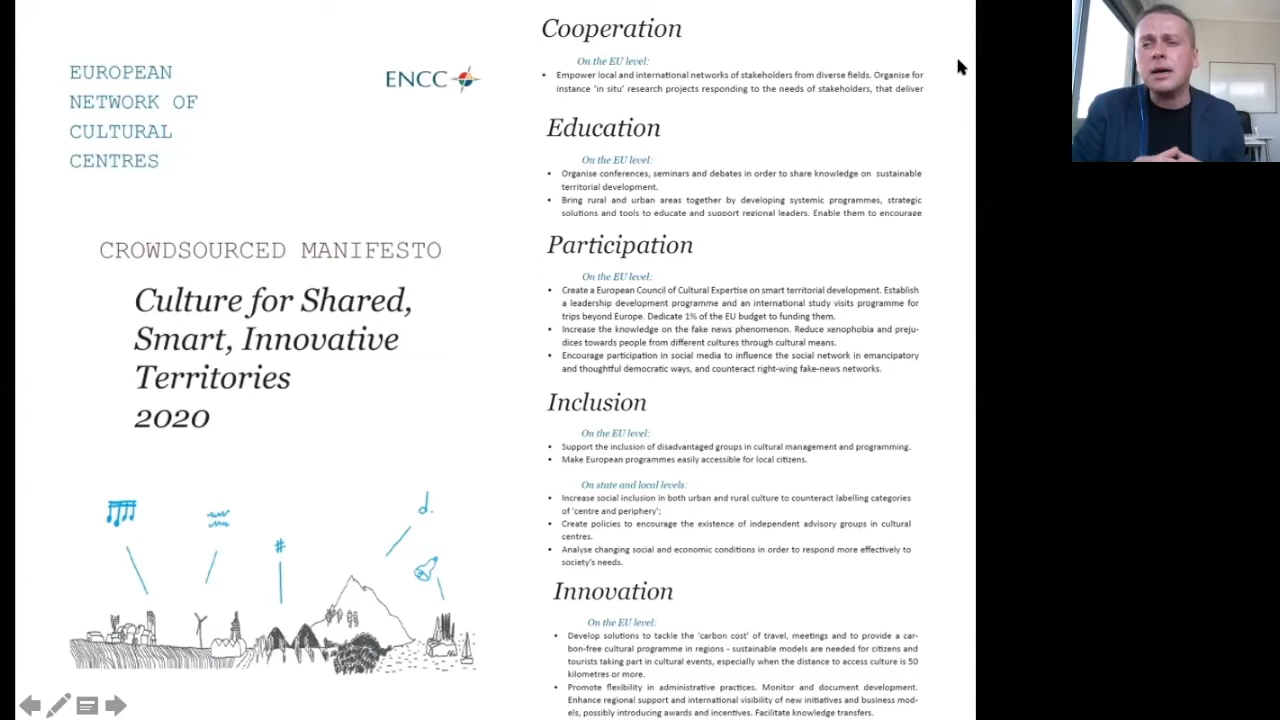 EUROPEAN
NETWORK OF
CULTURAL
CENTRES
ENCC
CROWDSOURCED MANIFESTO
Culture for Shared,
Smart, Innovative
Territories
2020
Cooperation
On the EU level:
• Empower local and international networks of stakeholders from diverse fields. Organise for
instance 'in situ' research projects responding to the needs of stakeholders, that deliver
Education
On the EU level:
• Organise conferences, seminars and debates in order to share knowledge on sustainable
territorial development.
• Bring rural and urban areas together by developing systemic programmes, strategic
solutions and tools to educate and support regional leaders. Enable them to encourage
Participation
On the EU level:
• Create a European Council of Cultural Expertise on smart territorial development. Establish
a leadership development programme and an international study visits programme for
trips beyond Europe. Dedicate 1% of the EU budget to funding them.
• Increase the knowledge on the fake news phenomenon. Reduce xenophobia and preju-
dices towards people from different cultures through cultural means.
• Encourage participation in social media to influence the social network in emancipatory
and thoughtful democratic ways, and counteract right-wing fake-news networks.
Inclusion
On the EU level:
• Support the inclusion of disadvantaged groups in cultural management and programming.
• Make European programmes easily accessible for local citizens.
On state and local levels:
• Increase social inclusion in both urban and rural culture to counteract labelling categories
of 'centre and periphery';
• Create policies to encourage the existence of independent advisory groups in cultural
centres.
• Analyse changing social and economic conditions in order to respond more effectively to
society's needs.
Innovation
On the EU level:
• Develop solutions to tackle the 'carbon cost' of travel, meetings and to provide a car-
bon-free cultural programme in regions - sustainable models are needed for citizens and
tourists taking part in cultural events, especially when the distance to access culture is 50
kilometres or more.
• Promote flexibility in administrative practices. Monitor and document development.
Enhance regional support and international visibility of new initiatives and business mod-
els, possibly introducing awards and incentives. Facilitate knowledge transfers.